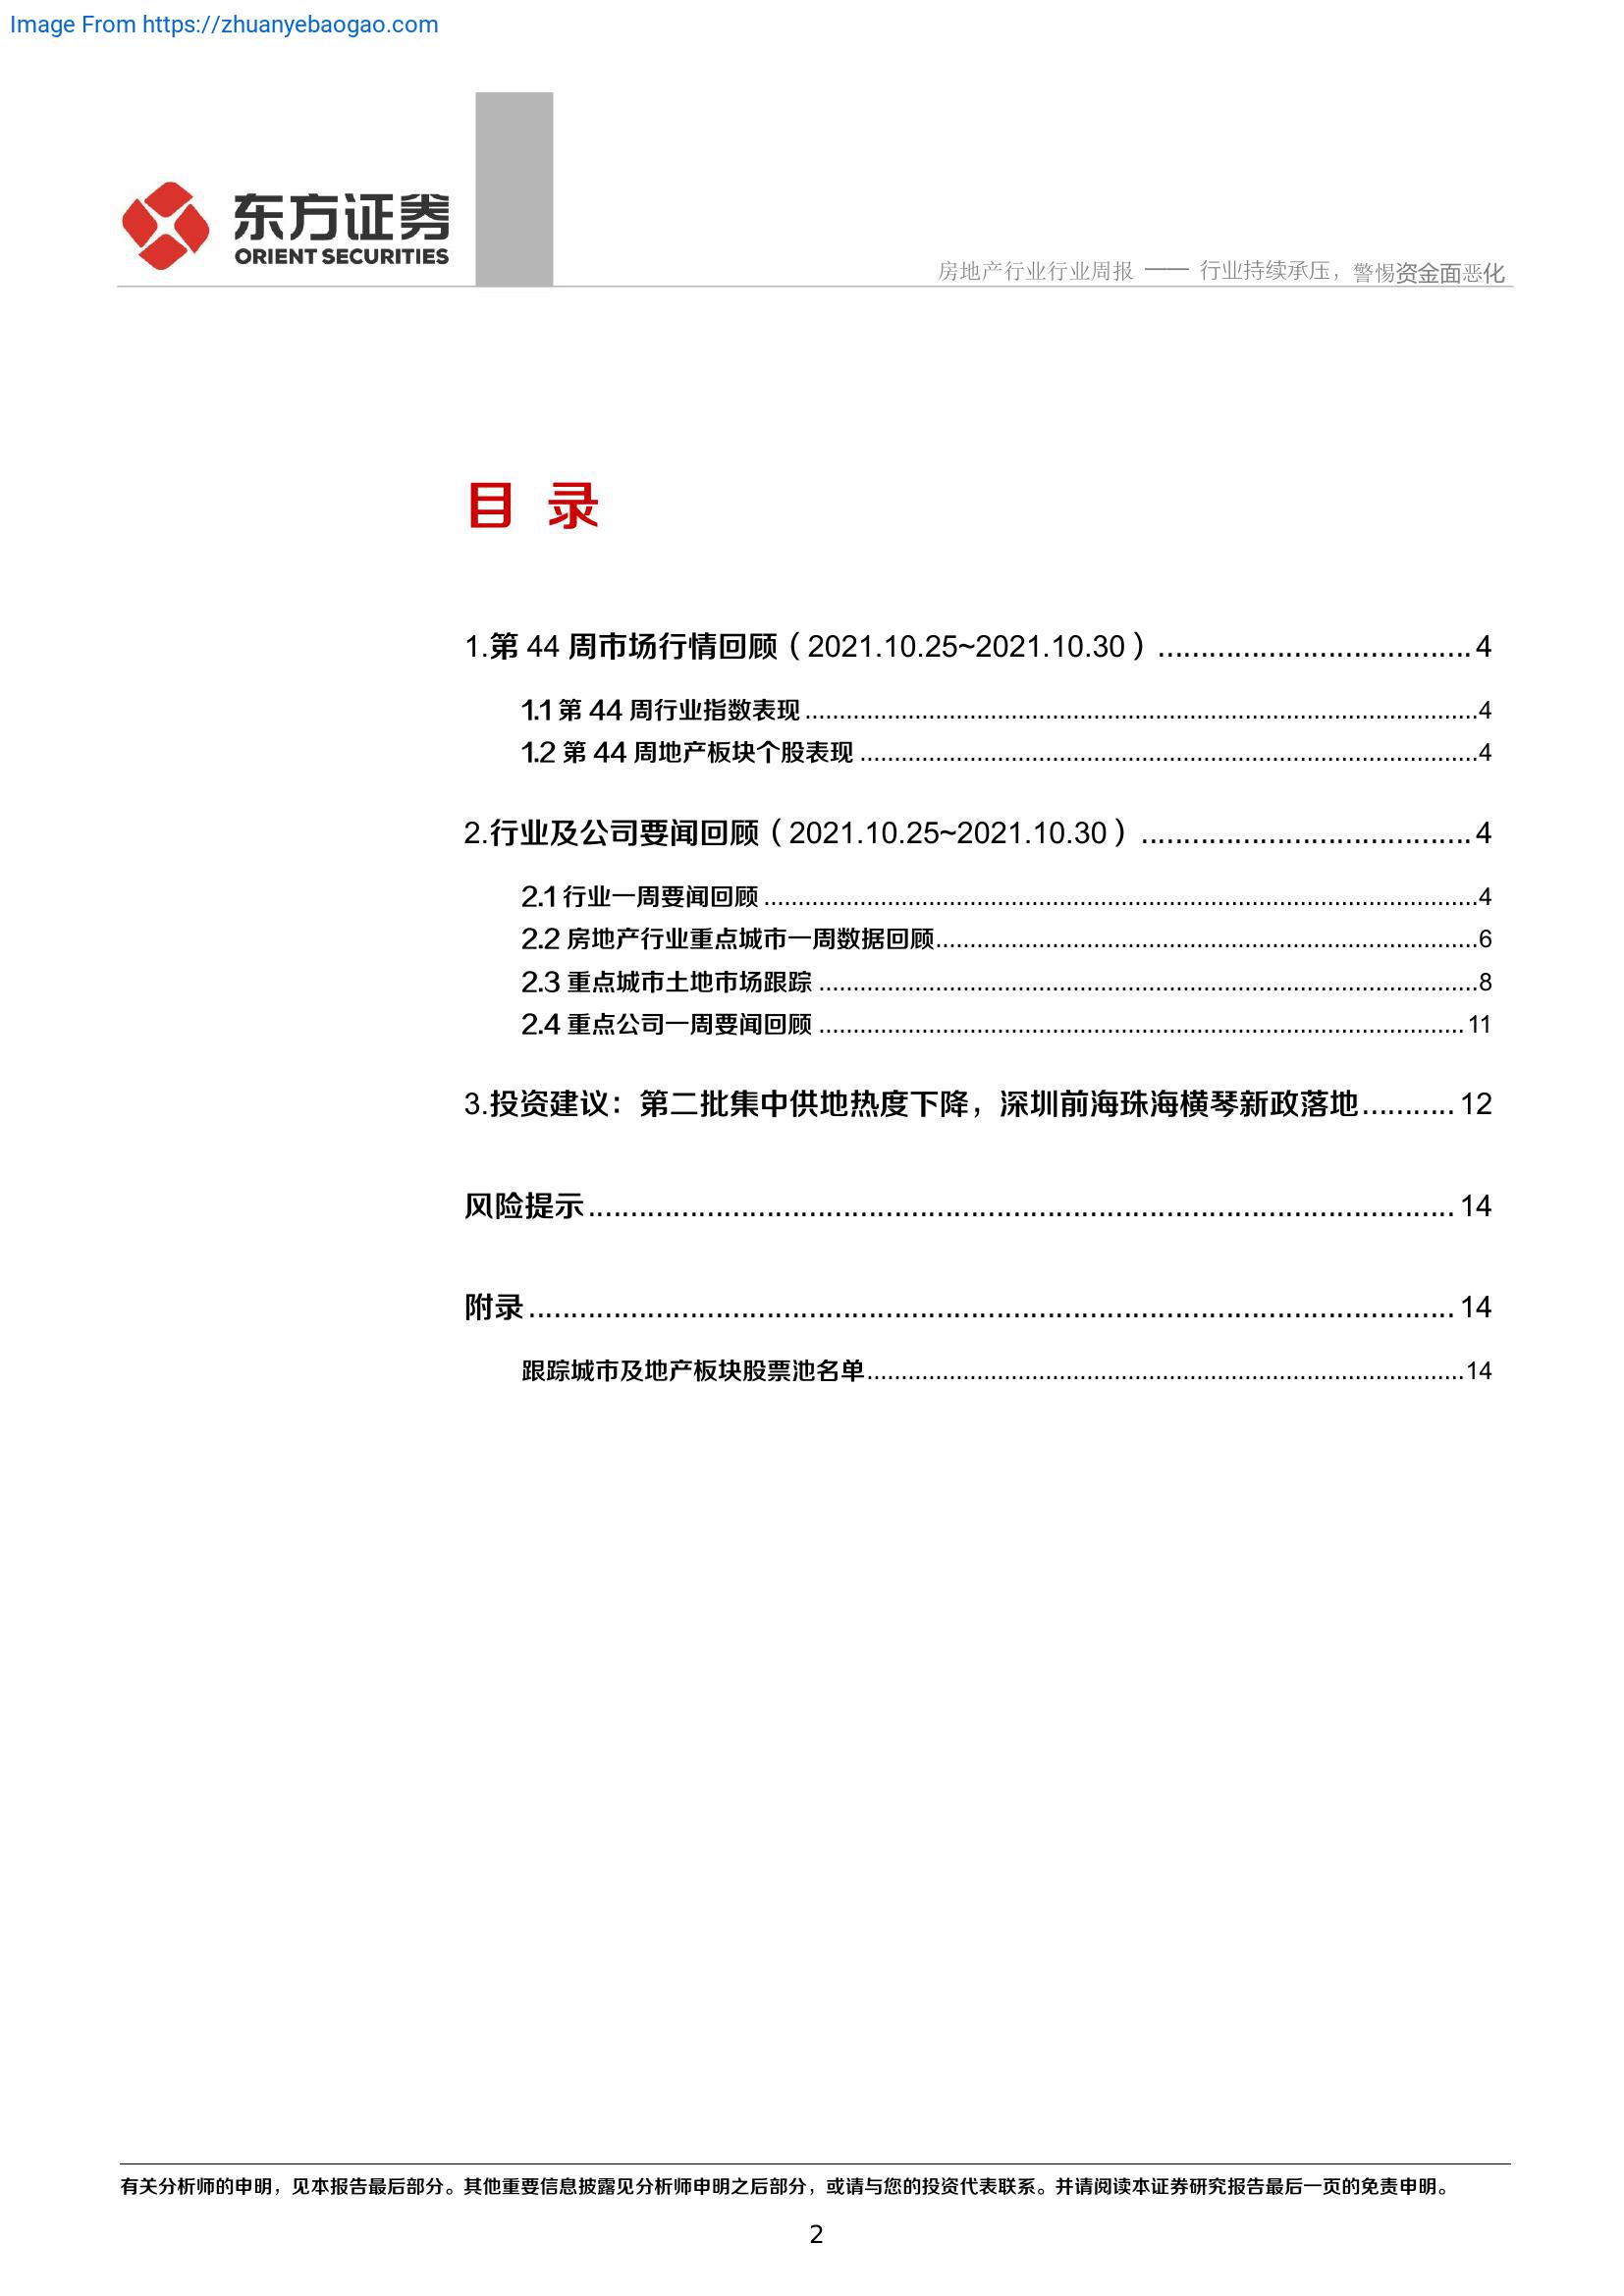 Image From https://zhuanyebaogao.com
东方证券
ORIENT SECURITIES
房地产行业行业周报 —— 行业持续承压，警惕资金面恶化
目 录
1.第 44 周市场行情回顾（2021.10.25~2021.10.30）.....................................4
1.1 第 44 周行业指数表现..................................................................................................4
1.2 第 44 周地产板块个股表现..........................................................................................4
2.行业及公司要闻回顾（2021.10.25~2021.10.30）.......................................4
2.1 行业一周要闻回顾........................................................................................................4
2.2 房地产行业重点城市一周数据回顾...............................................................................6
2.3 重点城市土地市场跟踪................................................................................................8
2.4 重点公司一周要闻回顾..............................................................................................11
3.投资建议：第二批集中供地热度下降，深圳前海珠海横琴新政落地...........12
风险提示......................................................................................................14
附录.............................................................................................................14
跟踪城市及地产板块股票池名单.......................................................................................14
有关分析师的申明，见本报告最后部分。其他重要信息披露见分析师申明之后部分，或请与您的投资代表联系。并请阅读本证券研究报告最后一页的免责申明。
2